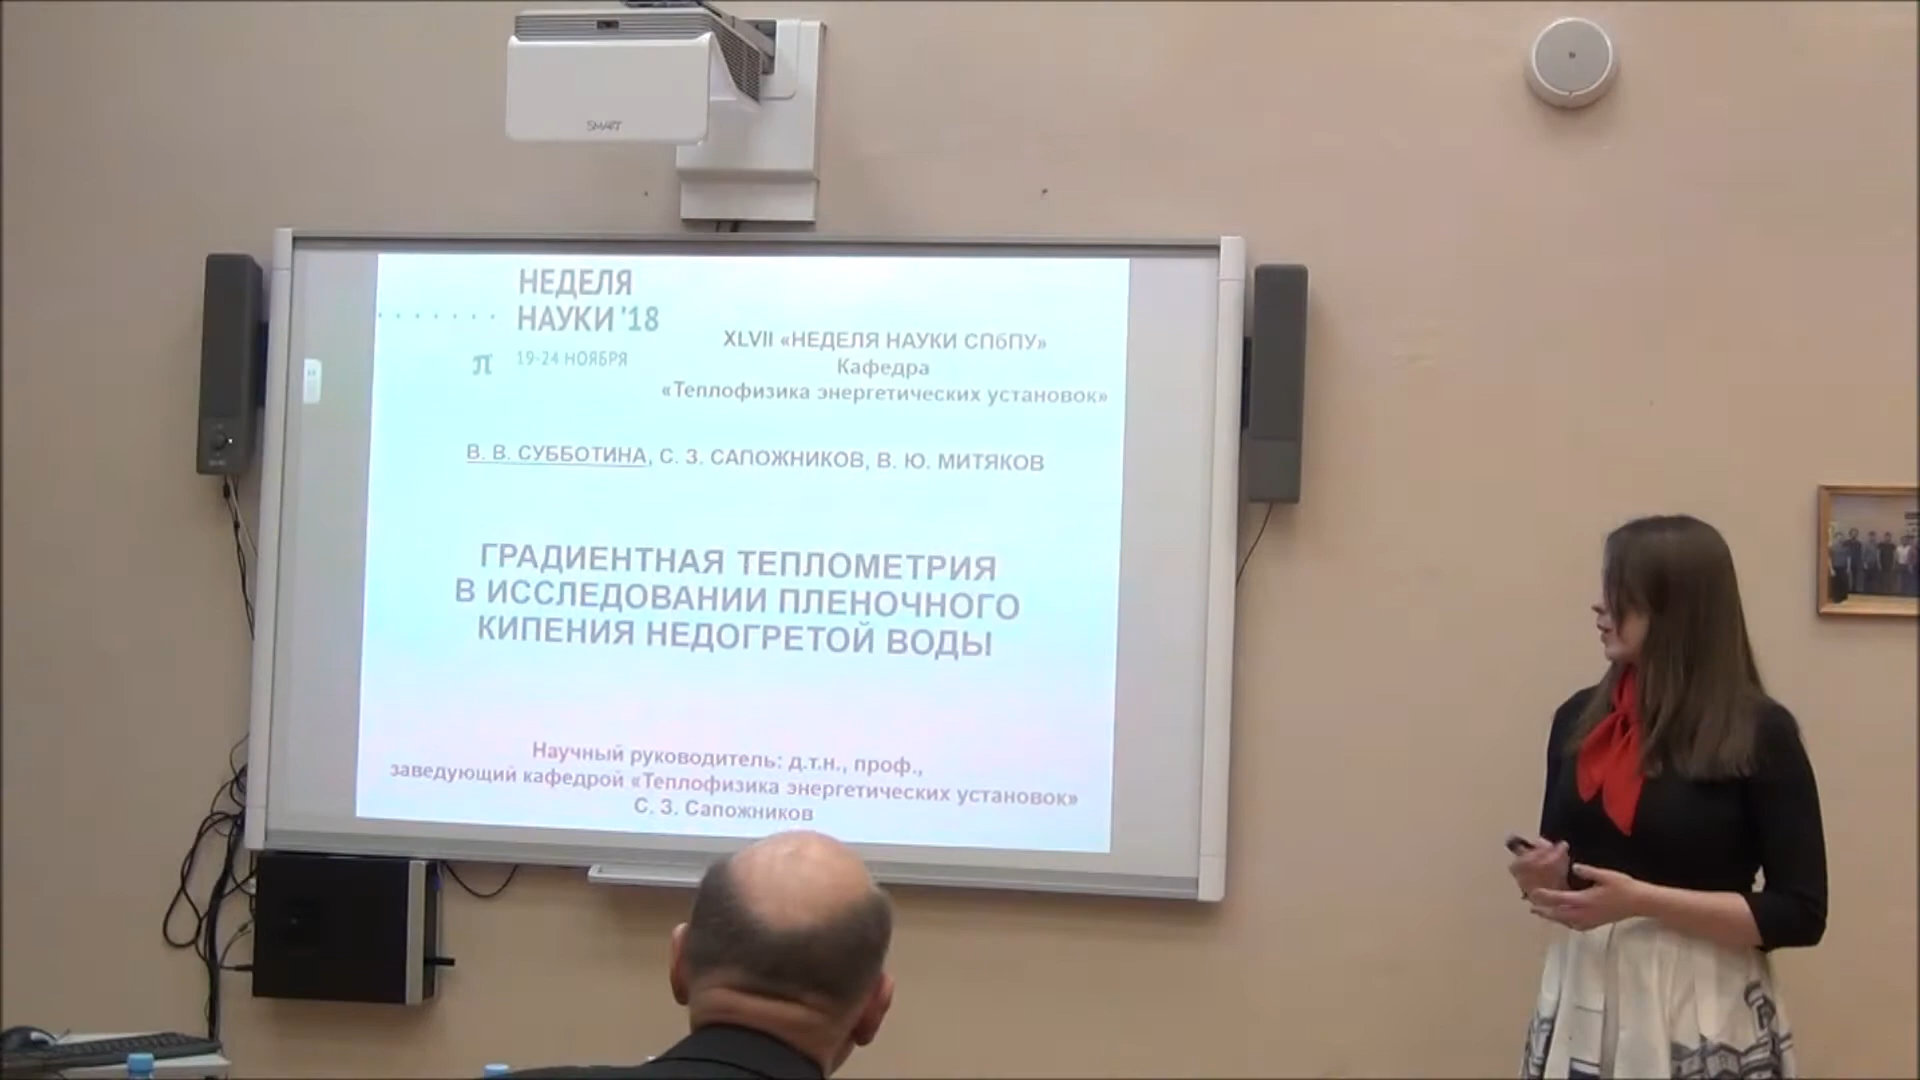 SMART
НЕДЕЛЯ
НАУКИ '18
π 19-24 НОЯБРЯ
XLVII «НЕДЕЛЯ НАУКИ СПбПУ»
Кафедра
«Теплофизика энергетических установок»
В. В. СУББОТИНА, С. З. САПОЖНИКОВ, В. Ю. МИТЯКОВ
ГРАДИЕНТНАЯ ТЕПЛОМЕТРИЯ
В ИССЛЕДОВАНИИ ПЛЕНОЧНОГО
КИПЕНИЯ НЕДОГРЕТОЙ ВОДЫ
Научный руководитель: д.т.н., проф.,
заведующий кафедрой «Теплофизика энергетических установок»
С. З. Сапожников